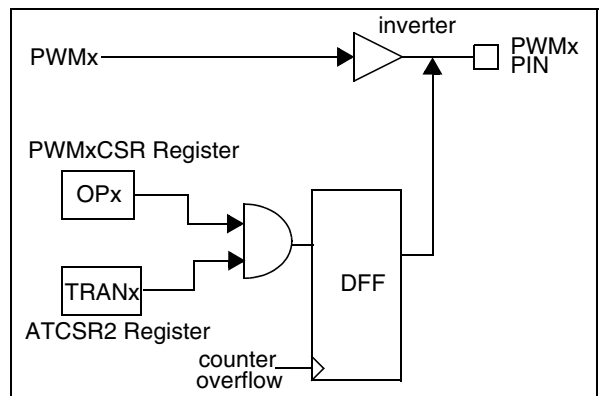 inverter
PWMx
PWMx
PIN
PWMxCSR Register
OPx
TRANx
DFF
ATCSR2 Register
counter
overflow